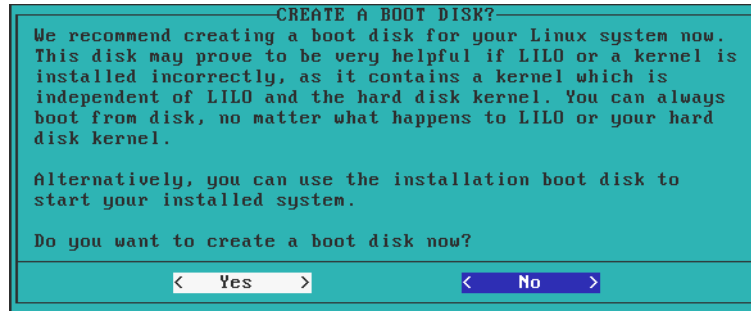 CREATE A BOOT DISK?
We recommend creating a boot disk for your Linux system now.
This disk may prove to be very helpful if LILO or a kernel is
installed incorrectly, as it contains a kernel which is
independent of LILO and the hard disk kernel. You can always
boot from disk, no matter what happens to LILO or your hard
disk kernel.
Alternatively, you can use the installation boot disk to
start your installed system.
Do you want to create a boot disk now?
< Yes > < No >